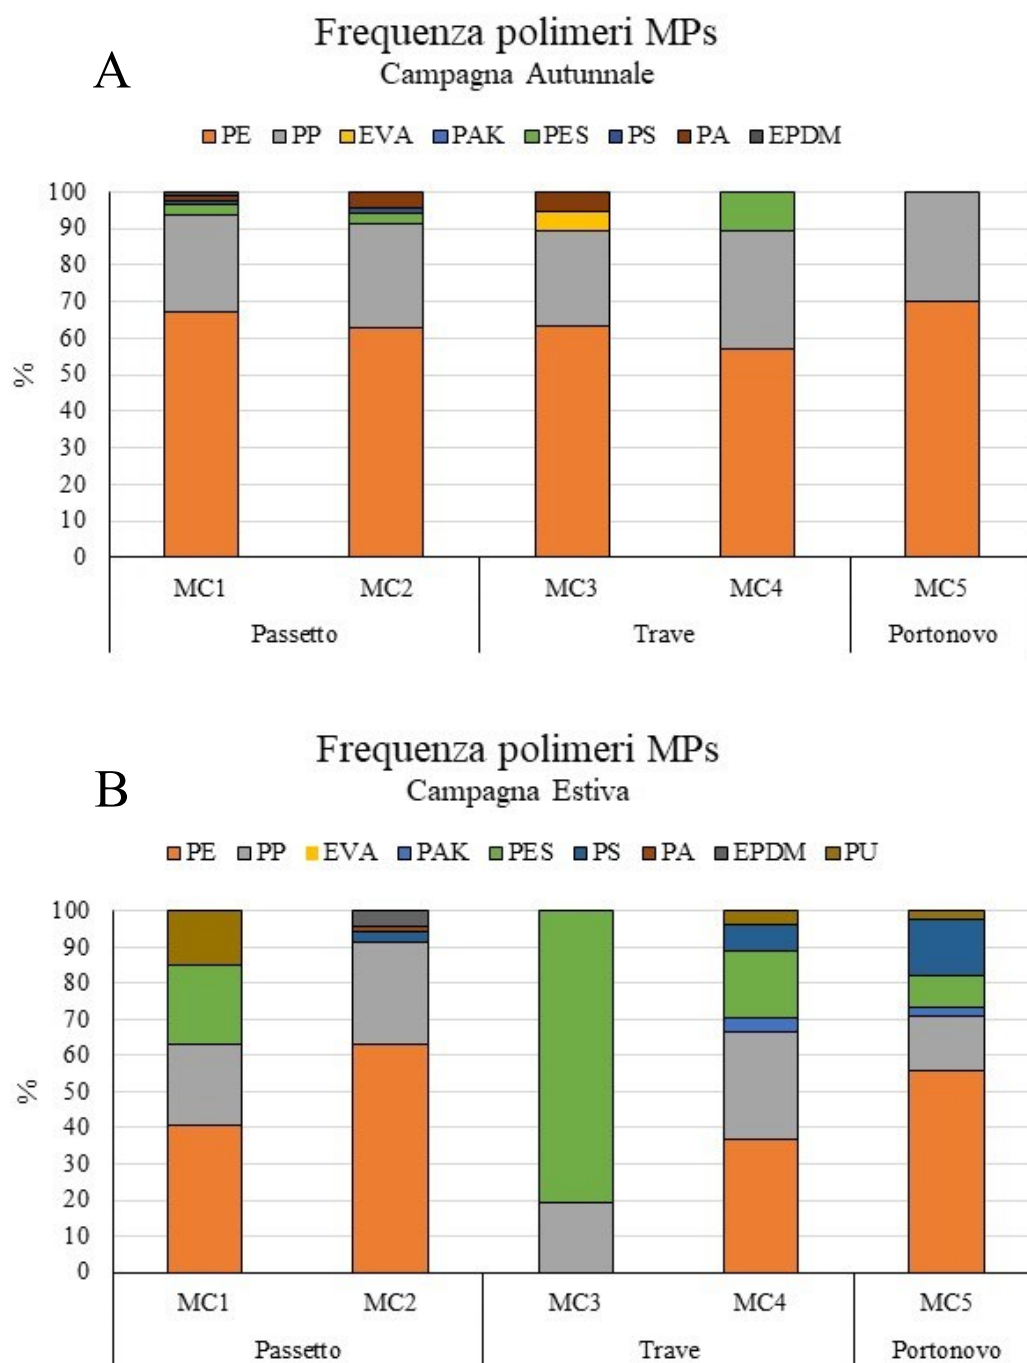 Frequenza polimeri MPs
A
Campagna Autunnale
PE PP EVA PAK PES PS PA EPDM
100
90
80
70
60
50
40
30
20
10
0
%
MC1 MC2 MC3 MC4 MC5
Passetto Trave Portonovo
Frequenza polimeri MPs
B
Campagna Estiva
PE PP EVA PAK PES PS PA EPDM PU
100
90
80
70
60
50
40
30
20
10
0
%
MC1 MC2 MC3 MC4 MC5
Passetto Trave Portonovo